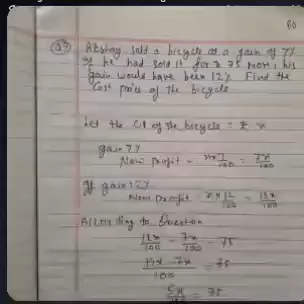 80
Q7 Akshay sold a bicycle at a gain of 7%
If he had sold it for ₹ 75 more, his
gain would have been 12%. Find the
Cost price of the bicycle
Let the CP of the bicycle = ₹ x
gain 7%
Now profit = x×7/100 = 7x/100
If gain 12%
Now profit = x×12/100 = 12x/100
According to Question
12x/100 - 7x/100 = 75
12x - 7x/100 = 75
5x/100 = 75